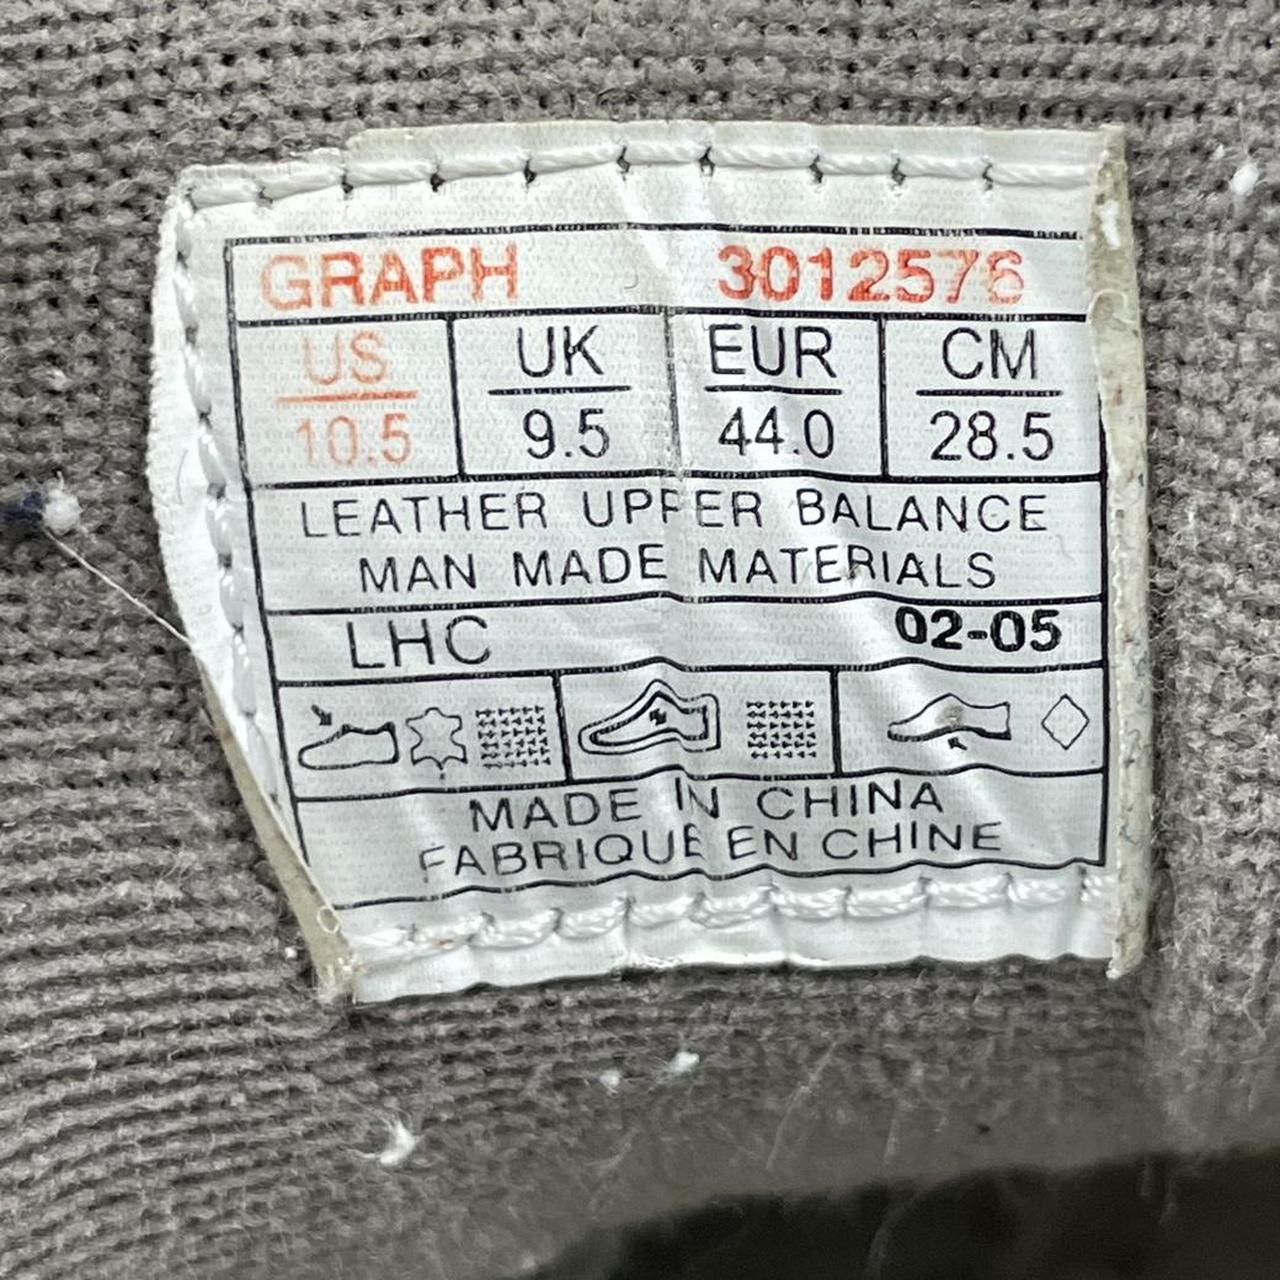 GRAPH 3012576
US UK EUR CM
10.5 9.5 44.0 28.5
LEATHER UPPER BALANCE
MAN MADE MATERIALS
LHC 02-05
MADE IN CHINA
FABRIQUE EN CHINE